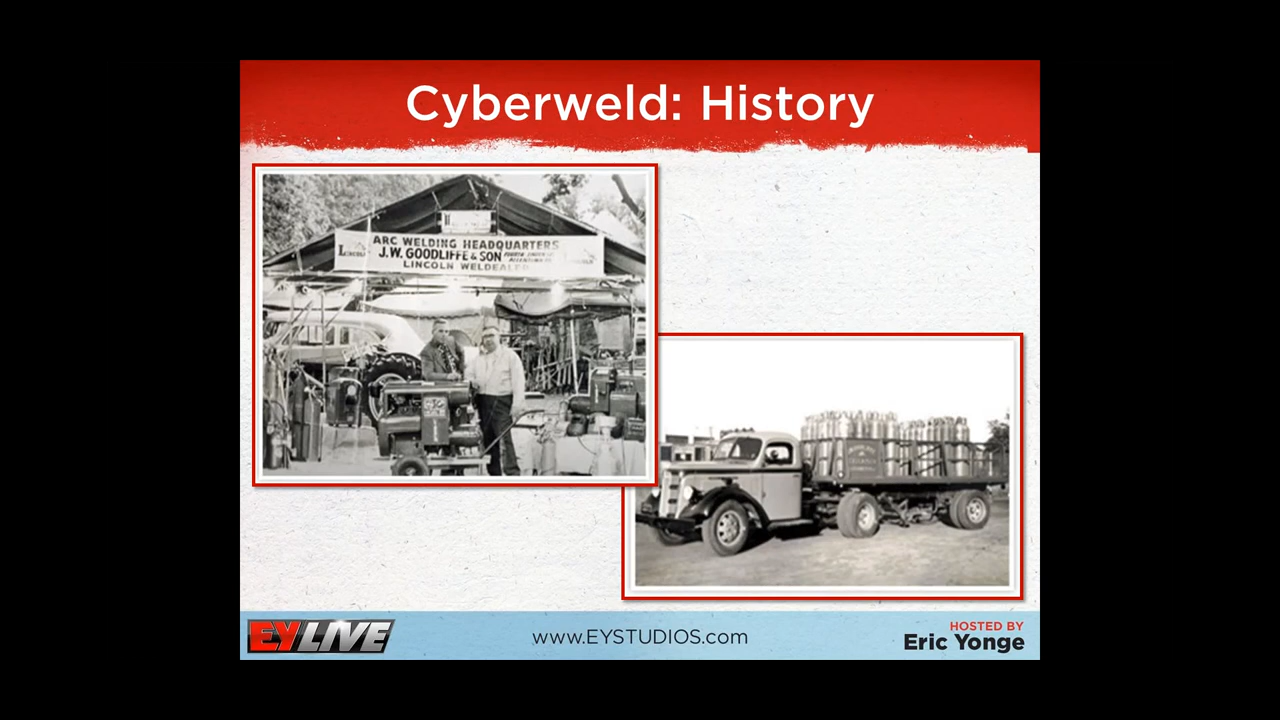 Cyberweld: History
ARC WELDING HEADQUARTERS
J.W. GOODLIFFE & SON
LINCOLN WELDEALER
EYLIVE
www.EYSTUDIOS.com
HOSTED BY
Eric Yonge